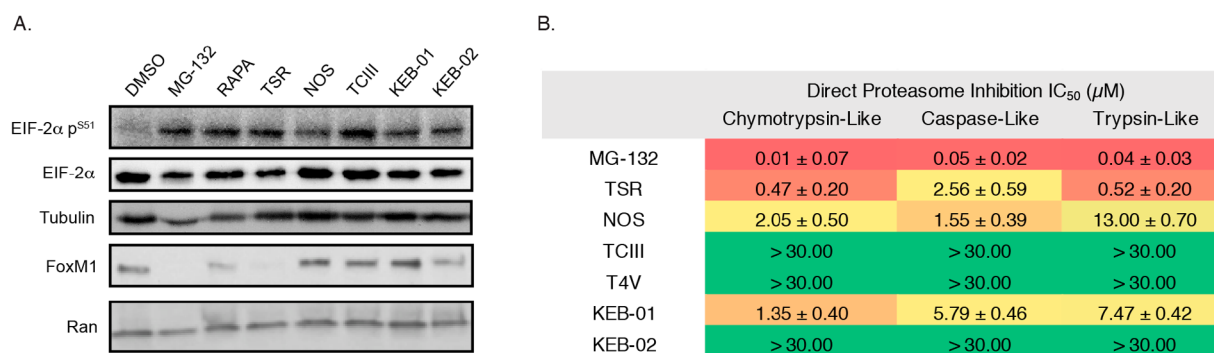 A.
DMSO MG-132 RAPA TSR NOS TCIII KEB-01 KEB-02
EIF-2α p^S51
EIF-2α
Tubulin
FoxM1
Ran
B.
Direct Proteasome Inhibition IC₅₀ (µM)
Chymotrypsin-Like Caspase-Like Trypsin-Like
MG-132 0.01 ± 0.07 0.05 ± 0.02 0.04 ± 0.03
TSR 0.47 ± 0.20 2.56 ± 0.59 0.52 ± 0.20
NOS 2.05 ± 0.50 1.55 ± 0.39 13.00 ± 0.70
TCIII > 30.00 > 30.00 > 30.00
T4V > 30.00 > 30.00 > 30.00
KEB-01 1.35 ± 0.40 5.79 ± 0.46 7.47 ± 0.42
KEB-02 > 30.00 > 30.00 > 30.00